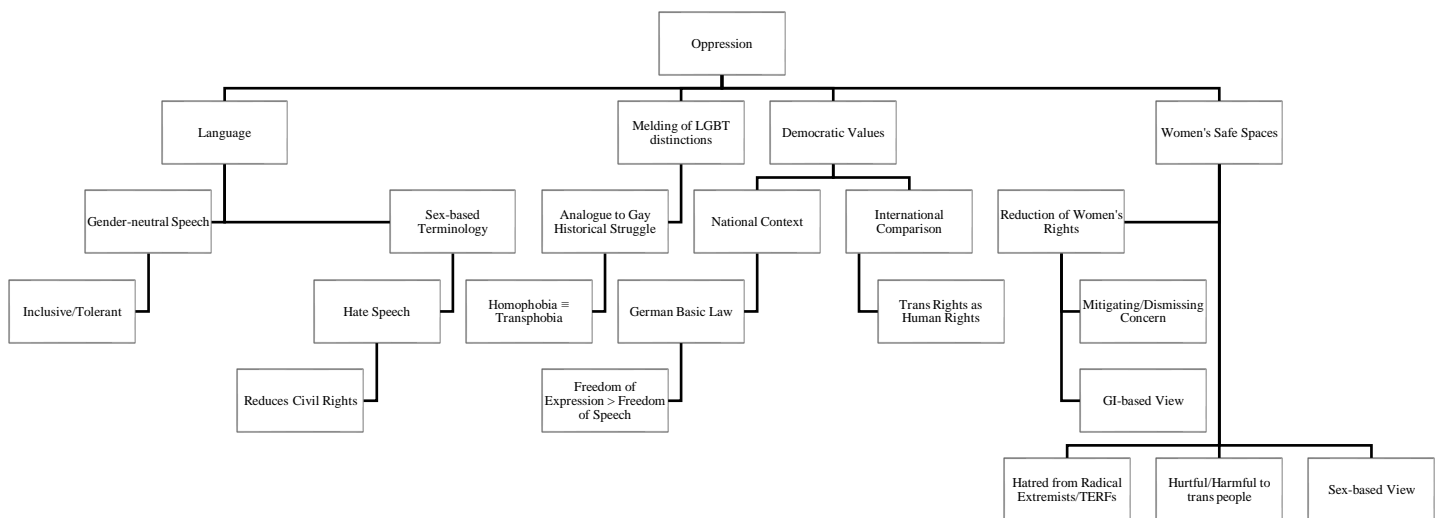 Oppression
Language
Melding of LGBT
distinctions
Democratic Values
Women's Safe Spaces
Gender-neutral Speech
Sex-based
Terminology
Analogue to Gay
Historical Struggle
National Context
International
Comparison
Reduction of Women's
Rights
Inclusive/Tolerant
Hate Speech
Homophobia ≡
Transphobia
German Basic Law
Trans Rights as
Human Rights
Mitigating/Dismissing
Concern
Reduces Civil Rights
Freedom of
Expression > Freedom
of Speech
GI-based View
Hatred from Radical
Extremists/TERFs
Hurtful/Harmful to
trans people
Sex-based View